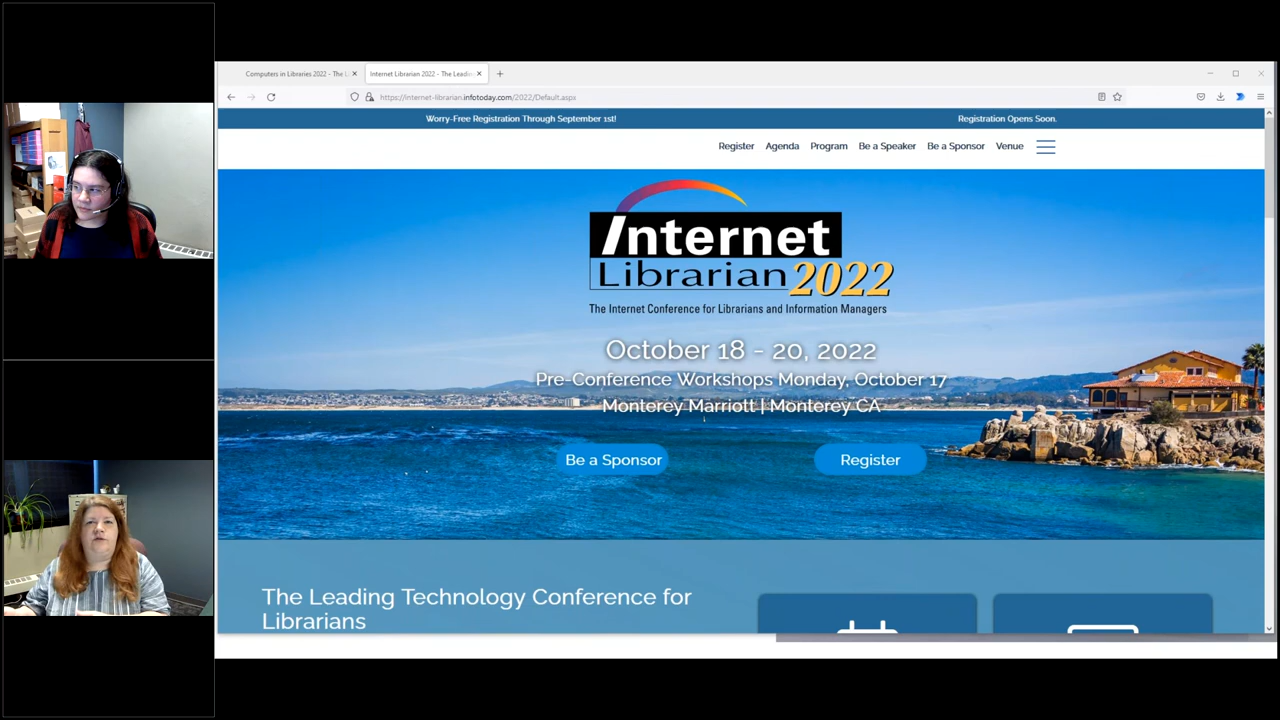 Computers in Libraries 2022 - The L
Internet Librarian 2022 - The Leadin
https://internet-librarian.infotoday.com/2022/Default.aspx
Worry-Free Registration Through September 1st!
Registration Opens Soon.
Register Agenda Program Be a Speaker Be a Sponsor Venue
Internet
Librarian 2022
The Internet Conference for Librarians and Information Managers
October 18 - 20, 2022
Pre-Conference Workshops Monday, October 17
Monterey Marriott | Monterey CA
Be a Sponsor
Register
The Leading Technology Conference for
Librarians